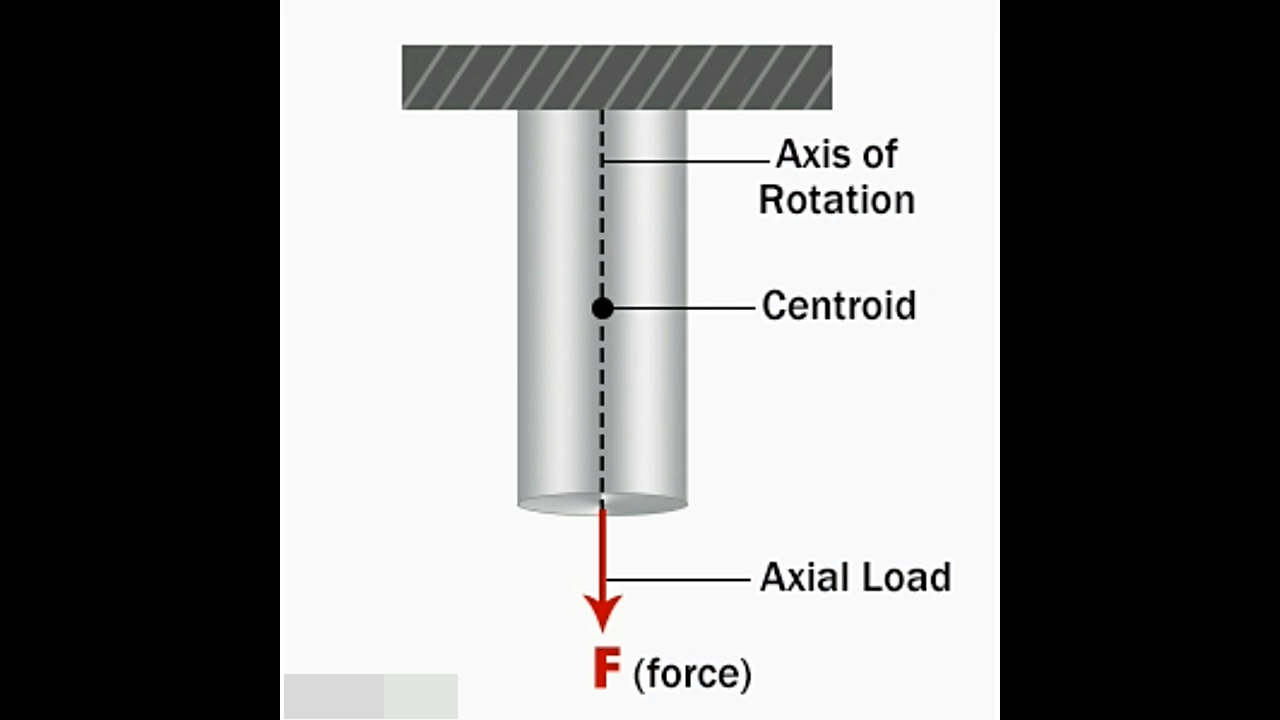 Axis of
Rotation
Centroid
Axial Load
F (force)